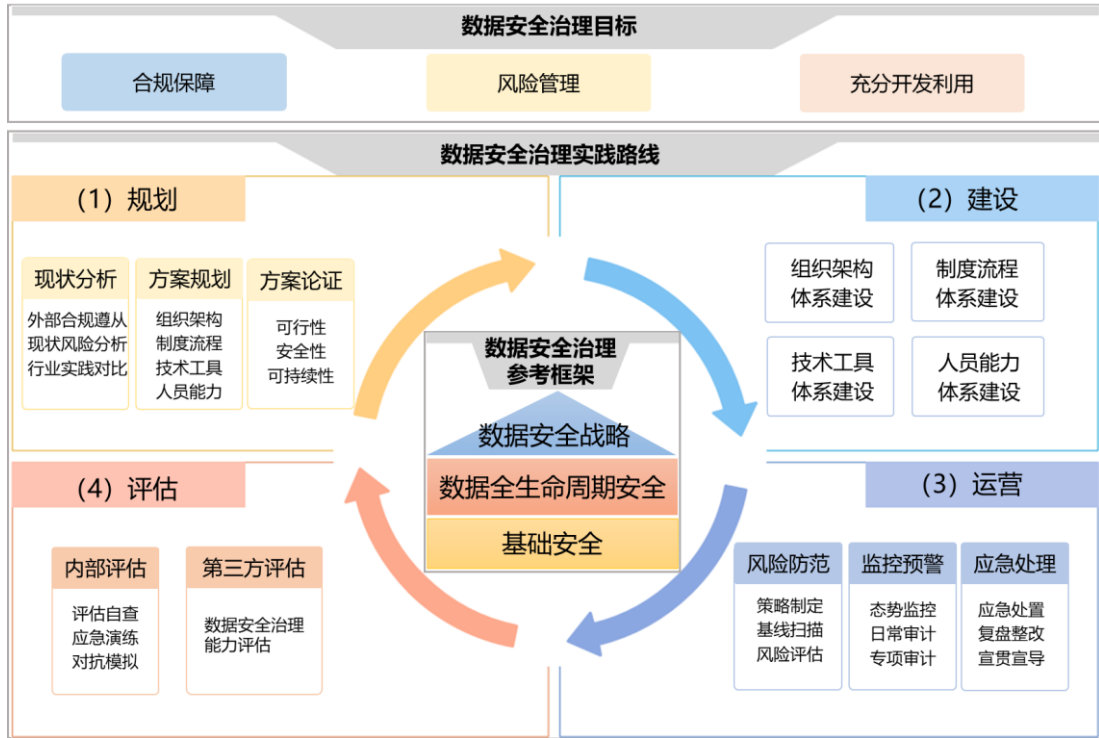 数据安全治理目标
合规保障
风险管理
充分开发利用
数据安全治理实践路线
（1）规划
现状分析
外部合规遵从
现状风险分析
行业实践对比
方案规划
组织架构
制度流程
技术工具
人员能力
方案论证
可行性
安全性
可持续性
（2）建设
组织架构
体系建设
制度流程
体系建设
技术工具
体系建设
人员能力
体系建设
数据安全治理
参考框架
数据安全战略
数据全生命周期安全
基础安全
（3）运营
风险防范
策略制定
基线扫描
风险评估
监控预警
态势监控
日常审计
专项审计
应急处理
应急处置
复盘整改
宣贯宣导
（4）评估
内部评估
评估自查
应急演练
对抗模拟
第三方评估
数据安全治理
能力评估